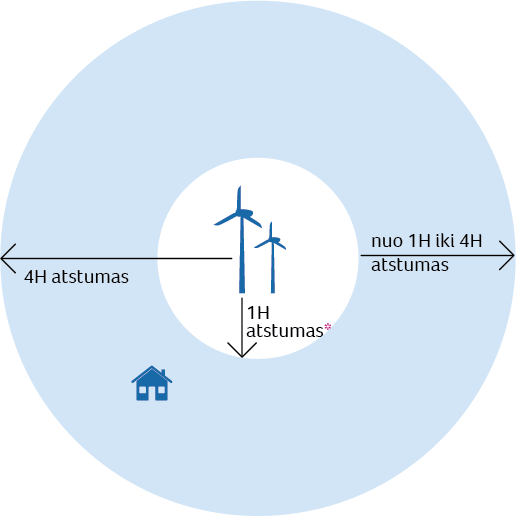 nuo 1H iki 4H
atstumas
4H atstumas
1H
atstumas*